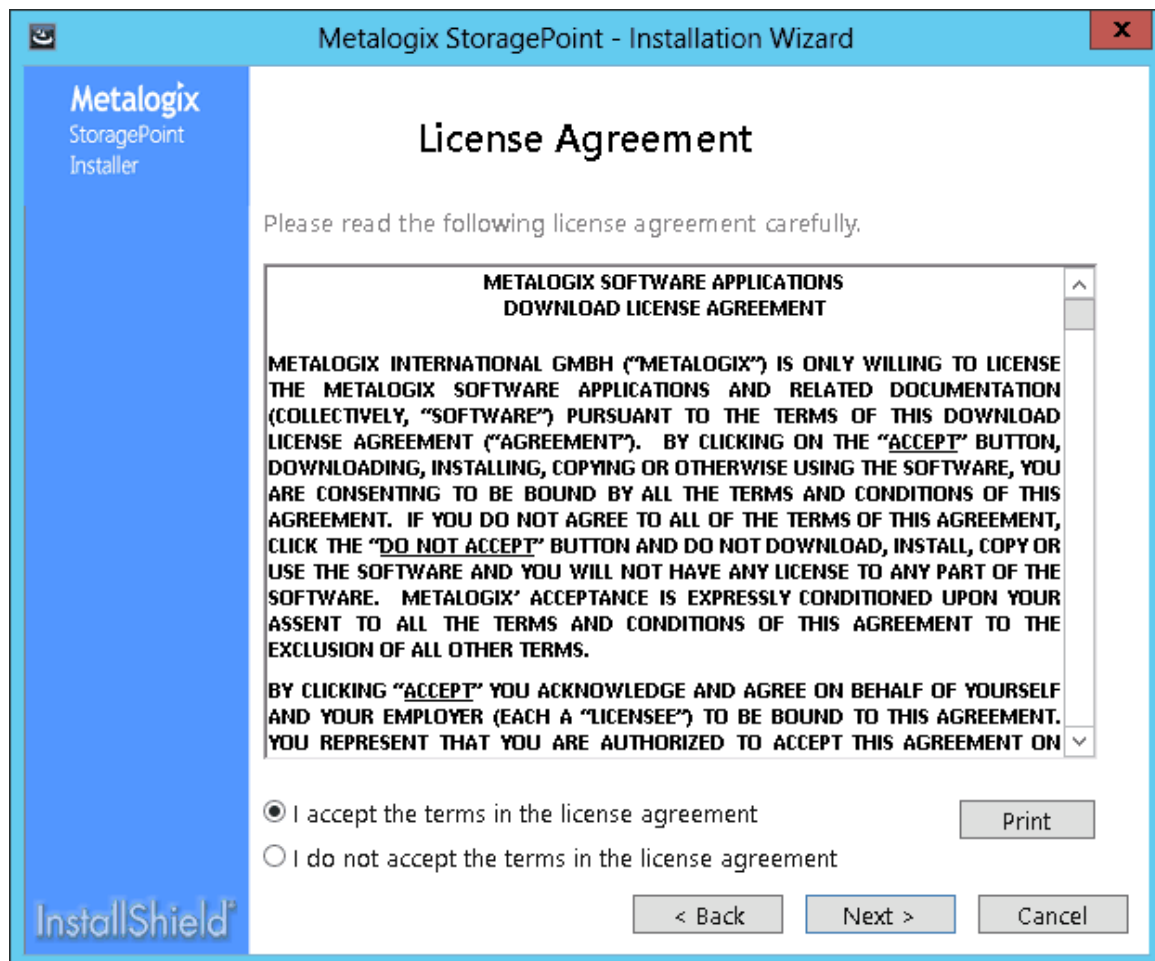 Metalogix StoragePoint - Installation Wizard
x
Metalogix
StoragePoint
Installer
License Agreement
Please read the following license agreement carefully.
METALOGIX SOFTWARE APPLICATIONS
DOWNLOAD LICENSE AGREEMENT
METALOGIX INTERNATIONAL GMBH (“METALOGIX”) IS ONLY WILLING TO LICENSE
THE METALOGIX SOFTWARE APPLICATIONS AND RELATED DOCUMENTATION
(COLLECTIVELY, “SOFTWARE”) PURSUANT TO THE TERMS OF THIS DOWNLOAD
LICENSE AGREEMENT (“AGREEMENT”). BY CLICKING ON THE “ACCEPT” BUTTON,
DOWNLOADING, INSTALLING, COPYING OR OTHERWISE USING THE SOFTWARE, YOU
ARE CONSENTING TO BE BOUND BY ALL THE TERMS AND CONDITIONS OF THIS
AGREEMENT. IF YOU DO NOT AGREE TO ALL OF THE TERMS OF THIS AGREEMENT,
CLICK THE “DO NOT ACCEPT” BUTTON AND DO NOT DOWNLOAD, INSTALL, COPY OR
USE THE SOFTWARE AND YOU WILL NOT HAVE ANY LICENSE TO ANY PART OF THE
SOFTWARE. METALOGIX’ ACCEPTANCE IS EXPRESSLY CONDITIONED UPON YOUR
ASSENT TO ALL THE TERMS AND CONDITIONS OF THIS AGREEMENT TO THE
EXCLUSION OF ALL OTHER TERMS.
BY CLICKING “ACCEPT” YOU ACKNOWLEDGE AND AGREE ON BEHALF OF YOURSELF
AND YOUR EMPLOYER (EACH A “LICENSEE”) TO BE BOUND TO THIS AGREEMENT.
YOU REPRESENT THAT YOU ARE AUTHORIZED TO ACCEPT THIS AGREEMENT ON
I accept the terms in the license agreement
Print
I do not accept the terms in the license agreement
InstallShield®
< Back
Next >
Cancel